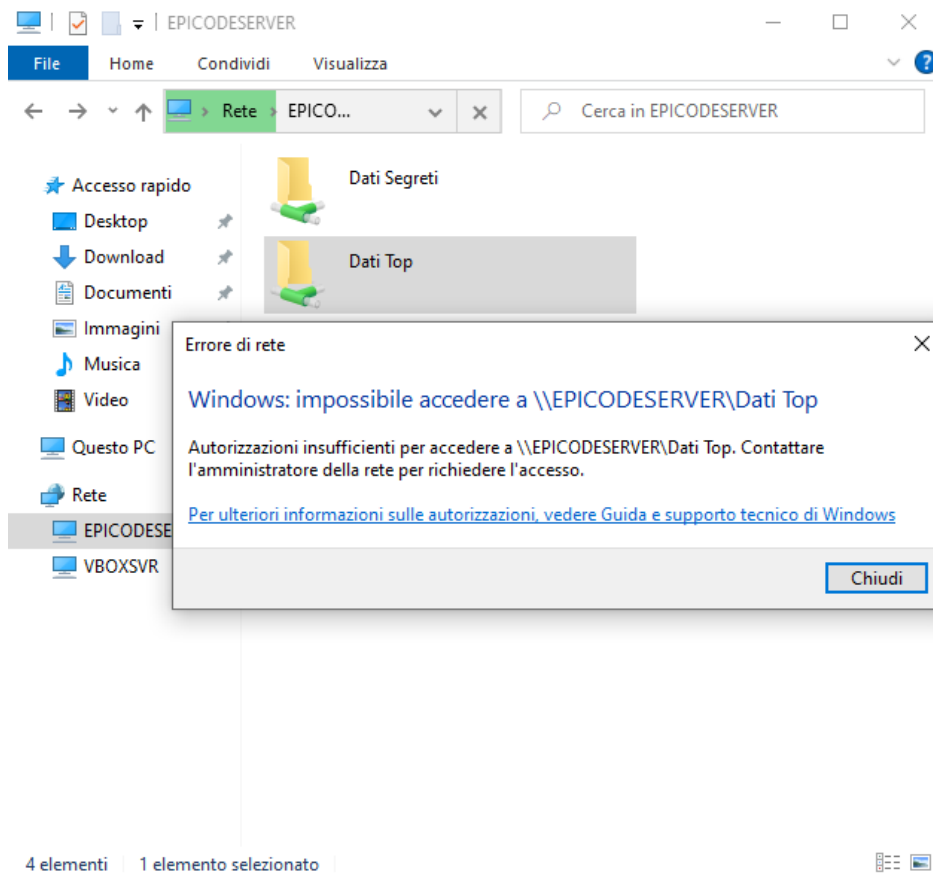 EPICODESERVER
File Home Condividi Visualizza
Rete EPICO... Cerca in EPICODESERVER
Accesso rapido
Desktop
Download
Documenti
Immagini
Musica
Video
Questo PC
Rete
EPICODESE
VBOXSVR
Dati Segreti
Dati Top
Errore di rete
Windows: impossibile accedere a \\EPICODESERVER\Dati Top
Autorizzazioni insufficienti per accedere a \\EPICODESERVER\Dati Top. Contattare
l'amministratore della rete per richiedere l'accesso.
Per ulteriori informazioni sulle autorizzazioni, vedere Guida e supporto tecnico di Windows
Chiudi
4 elementi 1 elemento selezionato